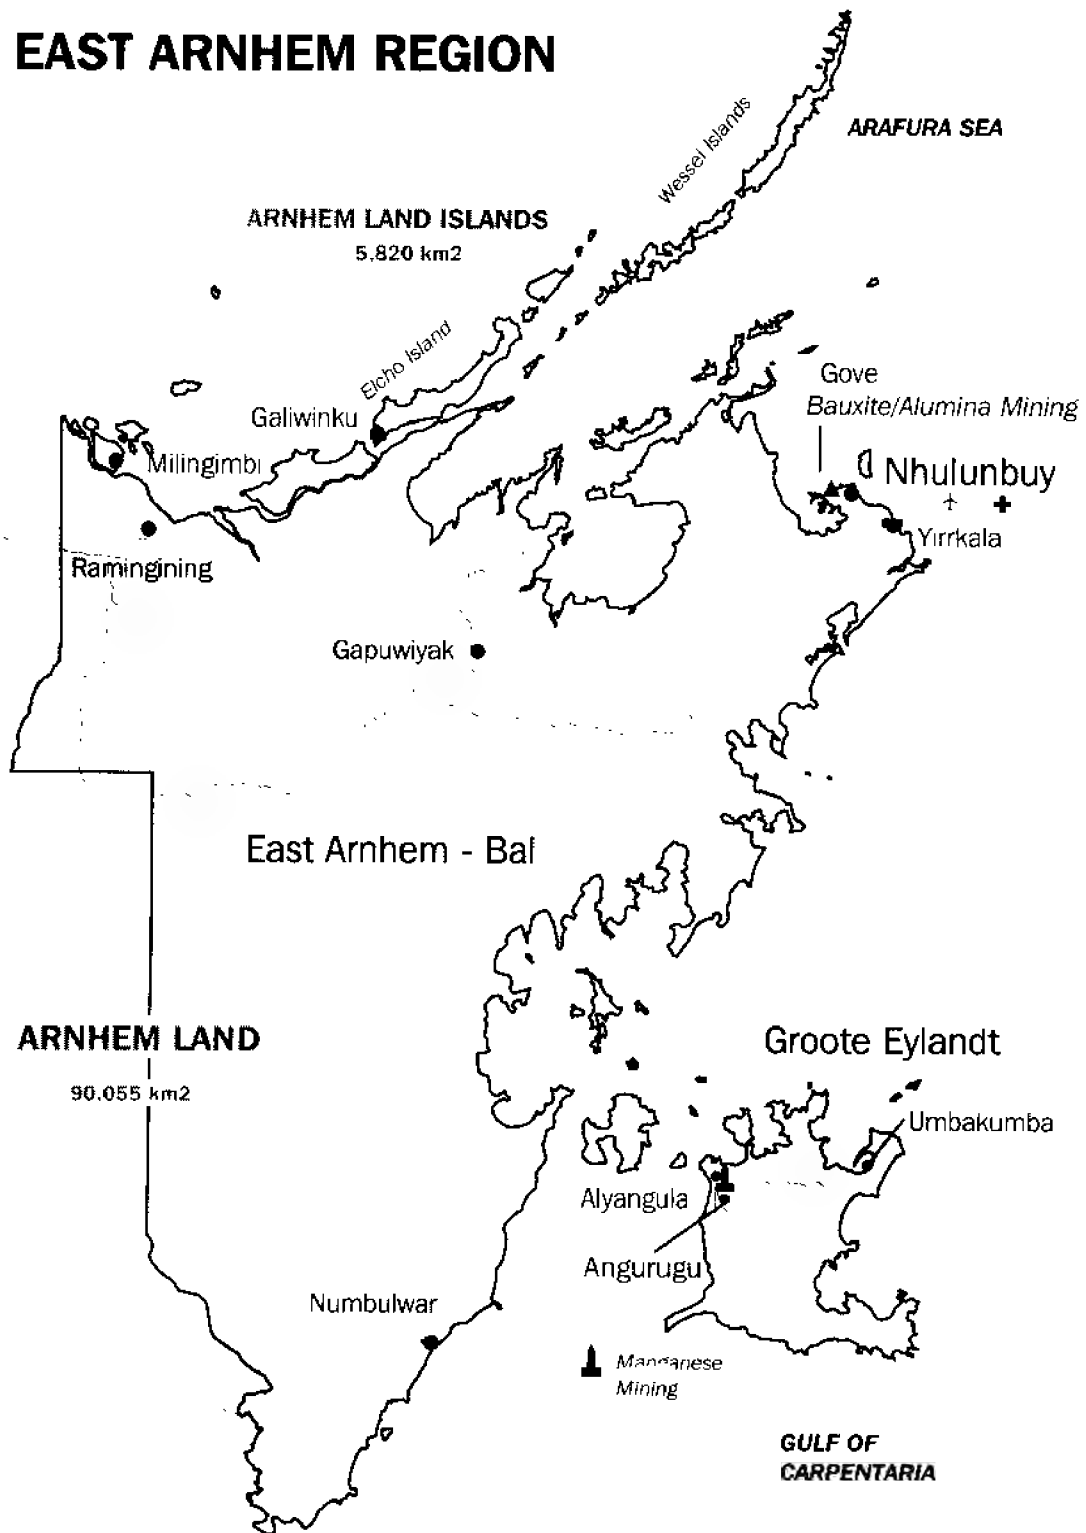 EAST ARNHEM REGION
ARAFURA SEA
Wessel Islands
ARNHEM LAND ISLANDS
5,820 km2
Elcho Island
Gove
Bauxite/Alumina Mining
Galiwinku
Milingimbi
Nhulunbuy
Yirrkala
Ramingining
Gapuwiyak
East Arnhem - Bal
ARNHEM LAND
90.055 km2
Groote Eylandt
Umbakumba
Alyangula
Angurugu
Numbulwar
Manganese
Mining
GULF OF
CARPENTARIA